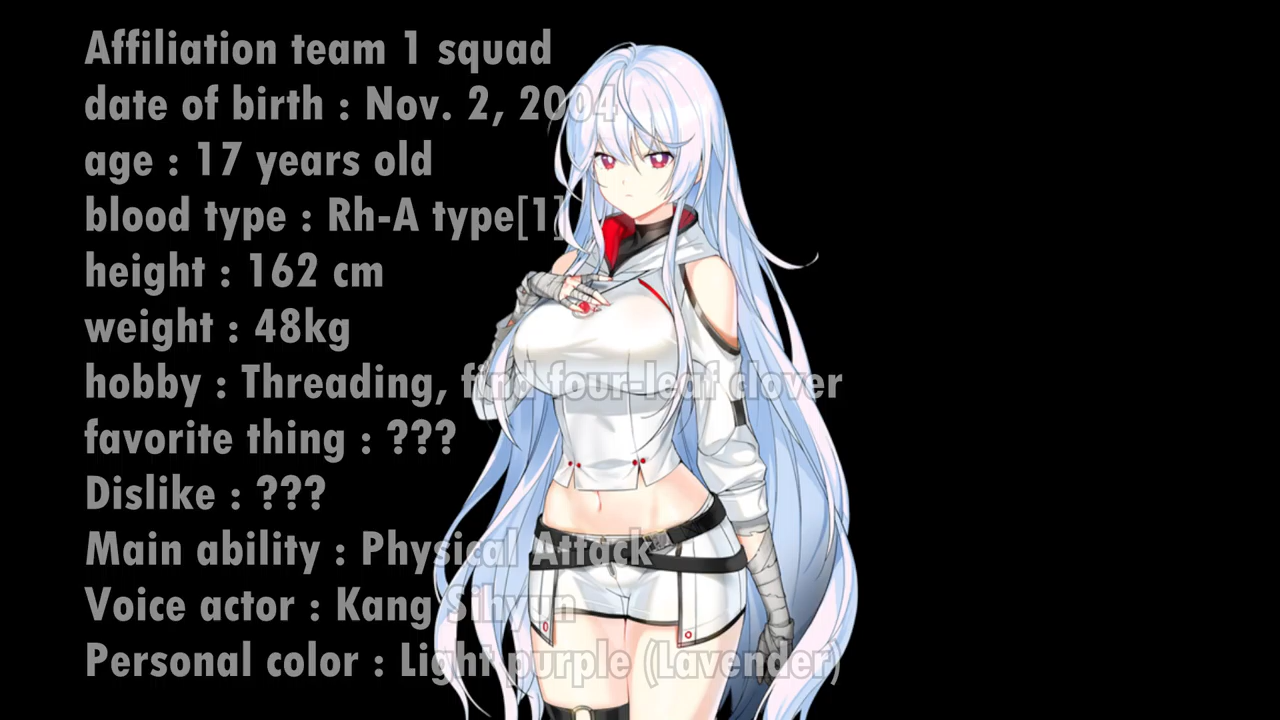 Affiliation team 1 squad
date of birth : Nov. 2, 2004
age : 17 years old
blood type : Rh-A type[1]
height : 162 cm
weight : 48kg
hobby : Threading, find four-leaf clover
favorite thing : ???
Dislike : ???
Main ability : Physical Attack
Voice actor : Kang Sihyun
Personal color : Light purple (Lavender)